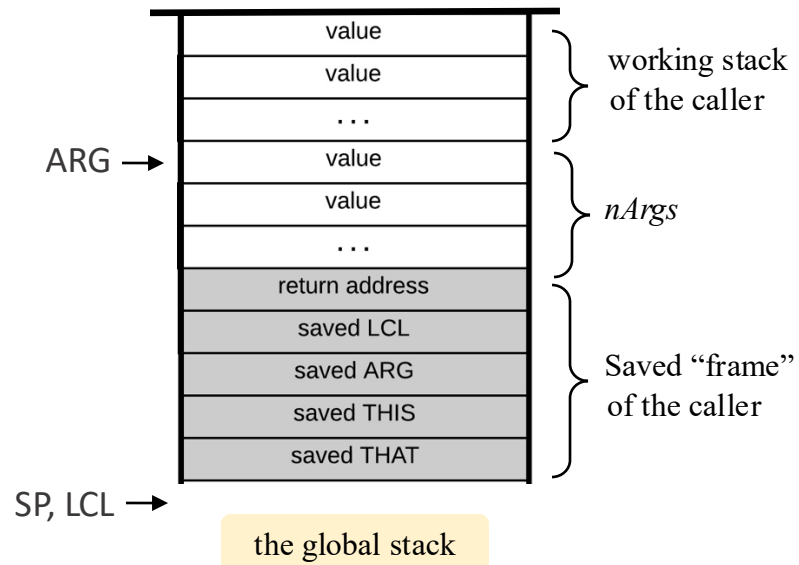 value
value
...
value
value
...
return address
saved LCL
saved ARG
saved THIS
saved THAT
working stack
of the caller
ARG
nArgs
Saved “frame”
of the caller
SP, LCL
the global stack